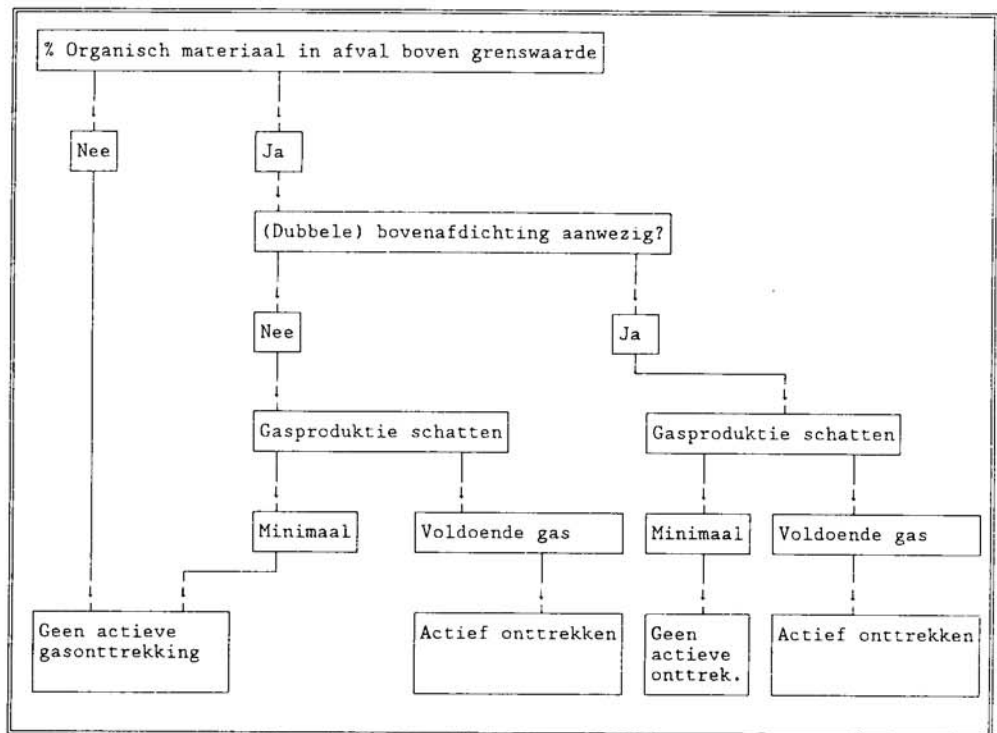 % Organisch materiaal in afval boven grenswaarde
Nee
Ja
(Dubbele) bovenafdichting aanwezig?
Nee
Ja
Gasproduktie schatten
Gasproduktie schatten
Minimaal
Voldoende gas
Minimaal
Voldoende gas
Geen actieve
gasonttrekking
Actief onttrekken
Geen
actieve
onttrek.
Actief onttrekken